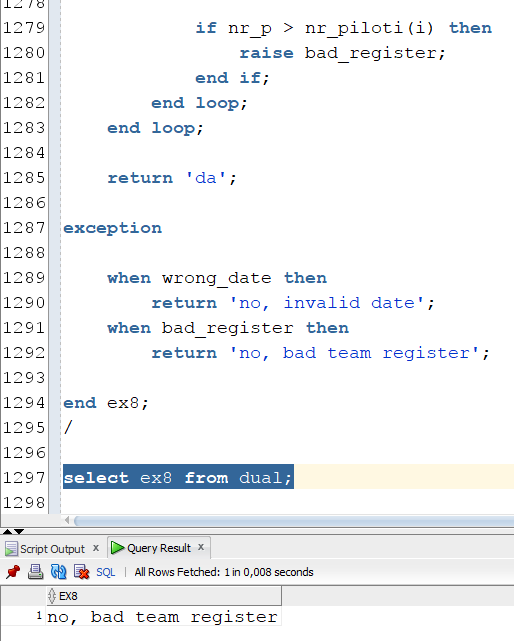 1278
1279 if nr_p > nr_piloti(i) then
1280 raise bad_register;
1281 end if;
1282 end loop;
1283 end loop;
1284
1285 return 'da';
1286
1287 exception
1288
1289 when wrong_date then
1290 return 'no, invalid date';
1291 when bad_register then
1292 return 'no, bad team register';
1293
1294 end ex8;
1295 /
1296
1297 select ex8 from dual;
1298
Script Output x Query Result x
SQL | All Rows Fetched: 1 in 0,008 seconds
EX8
1 no, bad team register